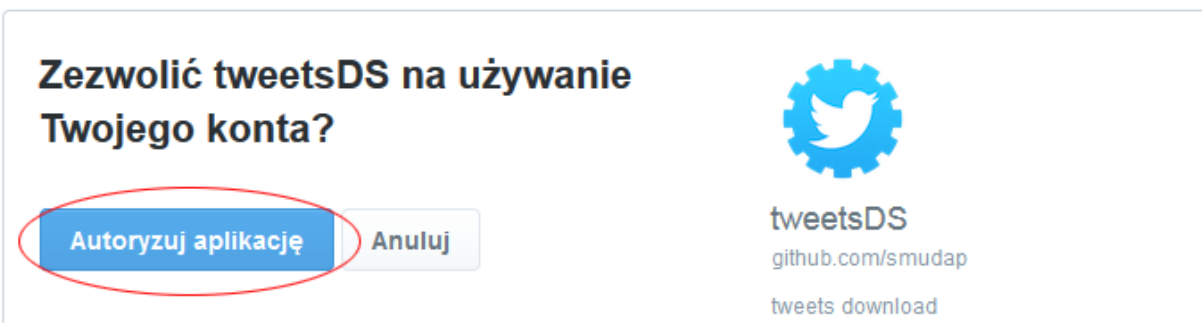 Zezwolić tweetsDS na używanie
Twojego konta?
Autoryzuj aplikację
Anuluj
tweetsDS
github.com/smudap
tweets download